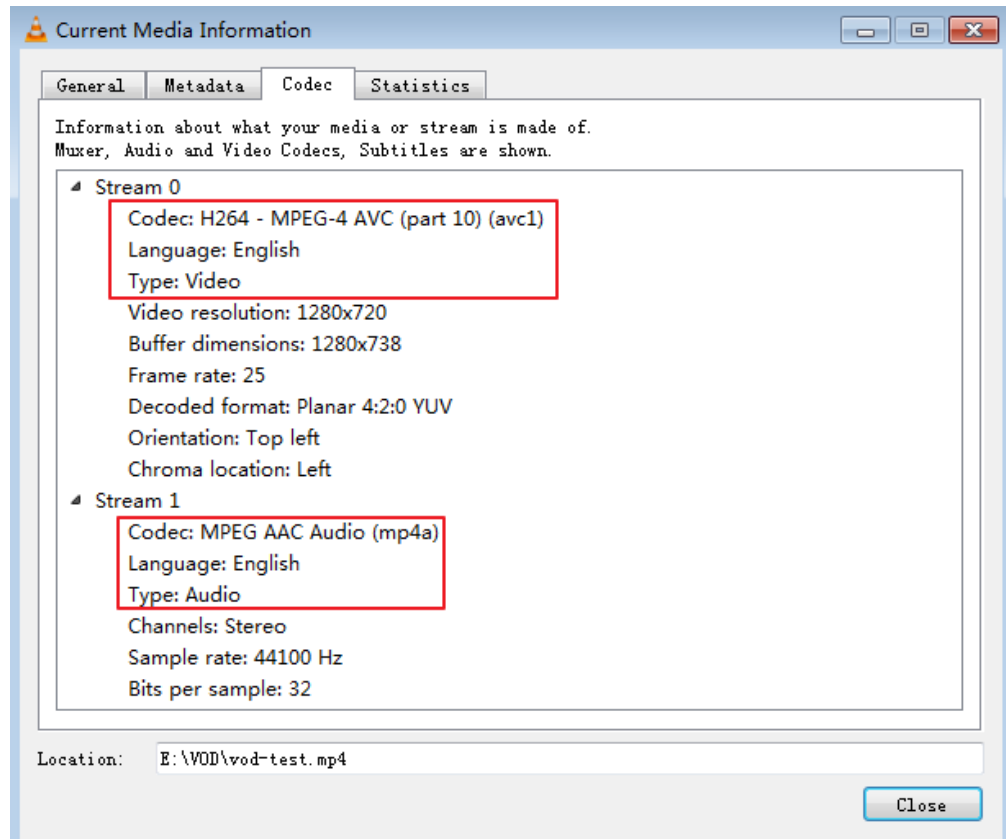 Current Media Information
General Metadata Codec Statistics
Information about what your media or stream is made of.
Muxer, Audio and Video Codecs, Subtitles are shown.
Stream 0
Codec: H264 - MPEG-4 AVC (part 10) (avc1)
Language: English
Type: Video
Video resolution: 1280x720
Buffer dimensions: 1280x738
Frame rate: 25
Decoded format: Planar 4:2:0 YUV
Orientation: Top left
Chroma location: Left
Stream 1
Codec: MPEG AAC Audio (mp4a)
Language: English
Type: Audio
Channels: Stereo
Sample rate: 44100 Hz
Bits per sample: 32
Location: E:\VOD\vod-test.mp4
Close